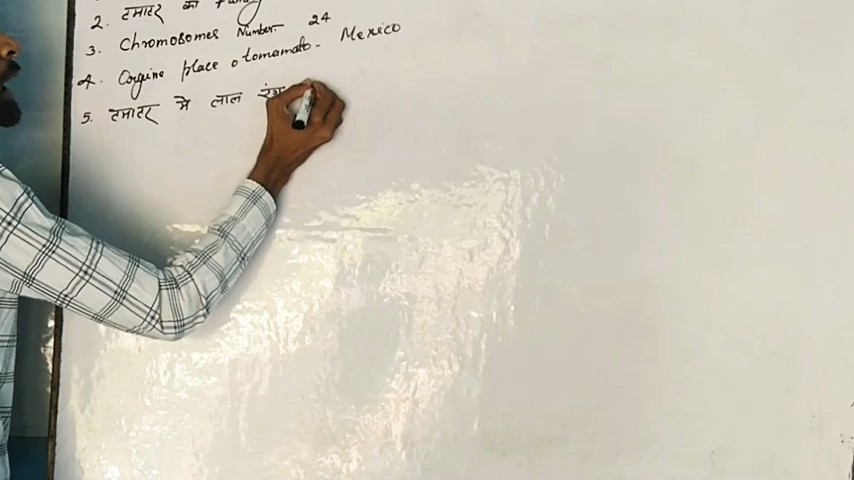 2. टमाटर का Family
3. Chromosomes Number- 24
4. Orgine place o tomamato- Mexico
5. टमाटर मे लाल रंग